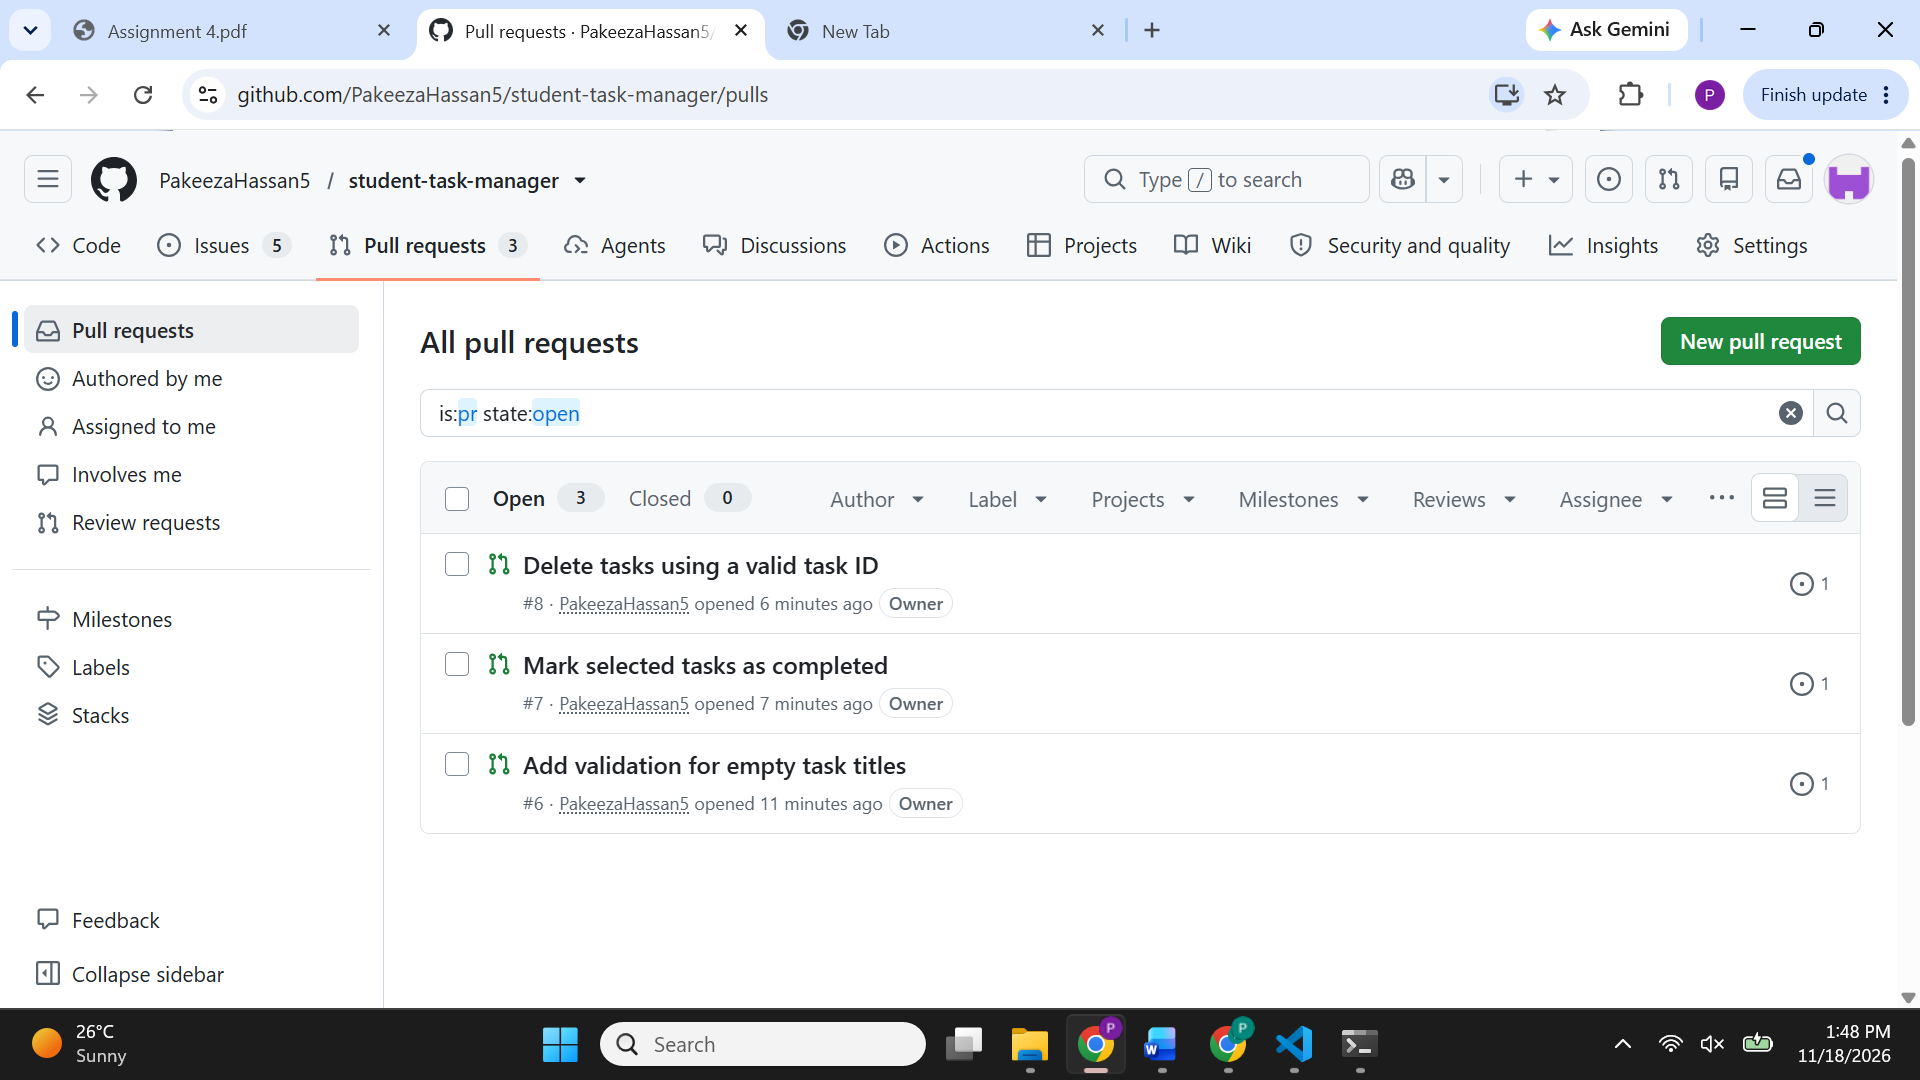 Assignment 4.pdf
Pull requests · PakeezaHassan5/
New Tab
Ask Gemini
github.com/PakeezaHassan5/student-task-manager/pulls
P
Finish update
PakeezaHassan5 / student-task-manager
Type / to search
Code
Issues 5
Pull requests 3
Agents
Discussions
Actions
Projects
Wiki
Security and quality
Insights
Settings
Pull requests
Authored by me
Assigned to me
Involves me
Review requests
Milestones
Labels
Stacks
Feedback
Collapse sidebar
All pull requests
New pull request
is:pr state:open
Open 3
Closed 0
Author
Label
Projects
Milestones
Reviews
Assignee
Delete tasks using a valid task ID
#8 · PakeezaHassan5 opened 6 minutes ago Owner
1
Mark selected tasks as completed
#7 · PakeezaHassan5 opened 7 minutes ago Owner
1
Add validation for empty task titles
#6 · PakeezaHassan5 opened 11 minutes ago Owner
1
26°C
Sunny
Search
P
W
P
1:48 PM
11/18/2026